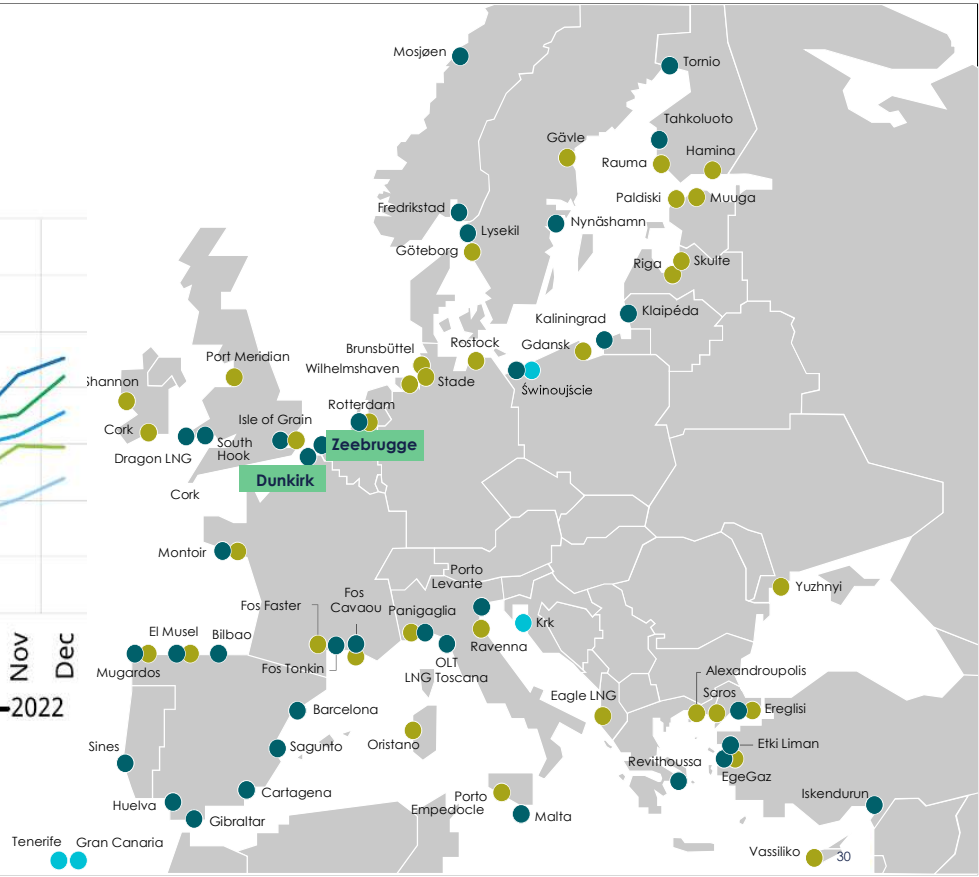 Mosjøen
Tornio
Tahkoluoto
Gävle
Hamina
Rauma
Paldiski
Muuga
Fredrikstad
Nynäshamn
Lysekil
Göteborg
Skulte
Riga
Klaipéda
Kaliningrad
Gdansk
Rostock
Brunsbüttel
Port Meridian
Wilhelmshaven
Stade
Shannon
Świnoujście
Rotterdam
Isle of Grain
Cork
South
Hook
Zeebrugge
Dragon LNG
Dunkirk
Cork
Montoir
Porto
Levante
Yuzhnyi
Fos
Cavaou
Fos Faster
Panigaglia
Krk
Nov
Dec
El Musel
Bilbao
Ravenna
Fos Tonkin
OLT
LNG Toscana
Mugardos
Alexandroupolis
Saros
Eagle LNG
2022
Barcelona
Ereglisi
Oristano
Sines
Sagunto
Etki Liman
Revithoussa
EgeGaz
Cartagena
Iskendurun
Porto
Empedocle
Huelva
Gibraltar
Malta
Tenerife
Gran Canaria
Vassiliko
30